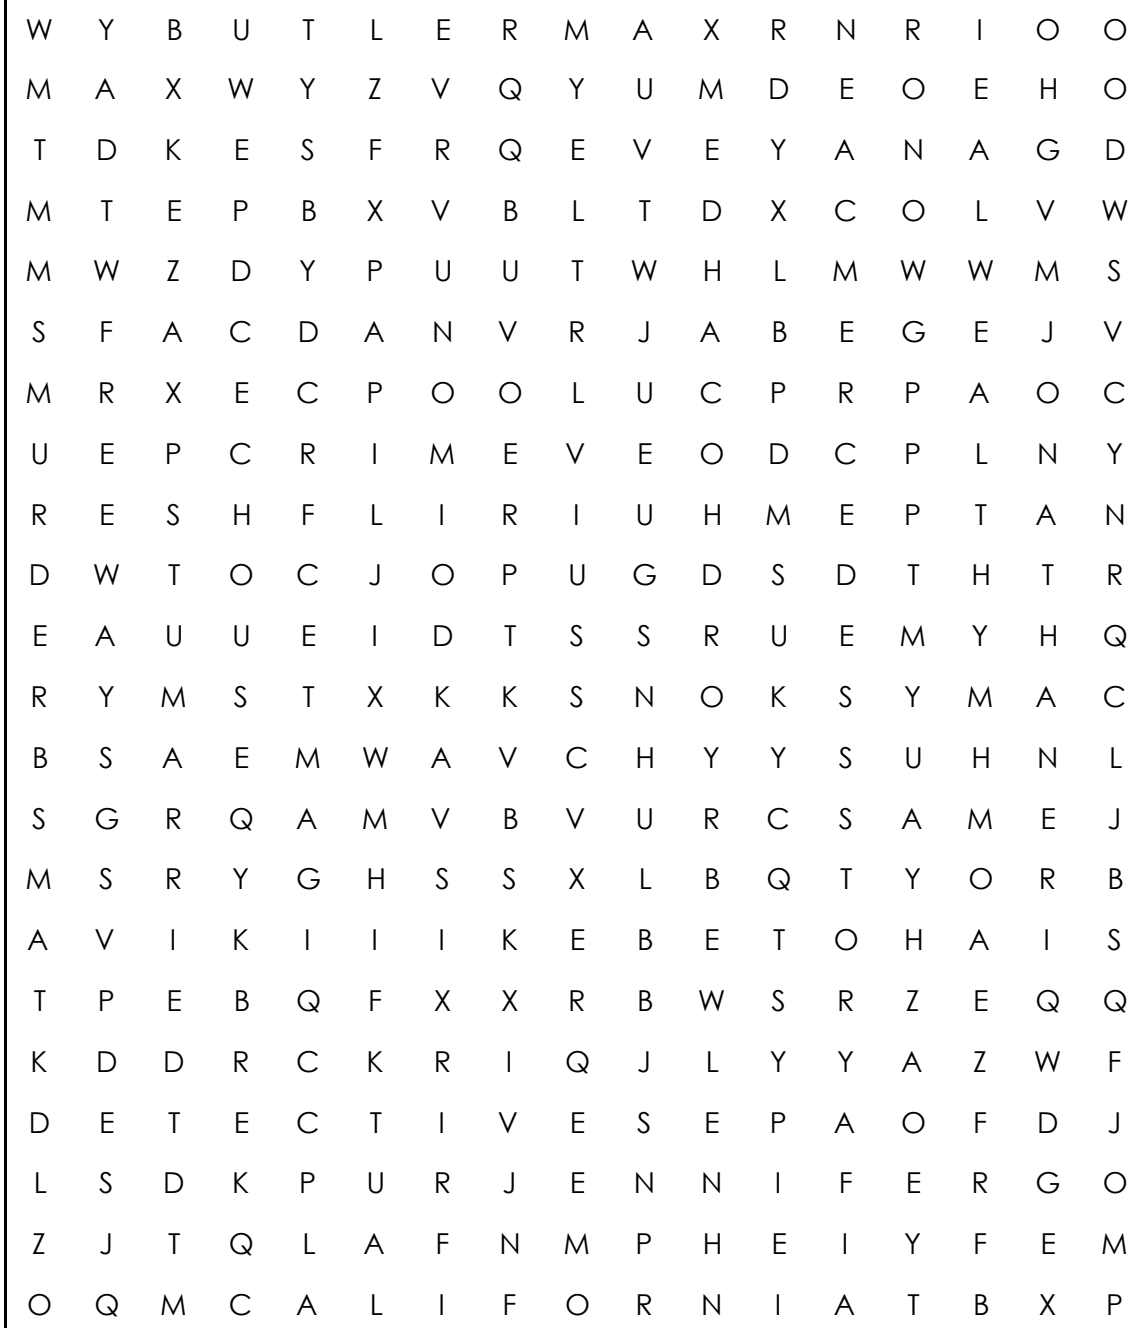 W Y B U T L E R M A X R N R I O O
M A X W Y Z V Q Y U M D E O E H O
T D K E S F R Q E V E Y A N A G D
M T E P B X V B L T D X C O L V W
M W Z D Y P U U T W H L M W W M S
S F A C D A N V R J A B E G E J V
M R X E C P O O L U C P R P A O C
U E P C R I M E V E O D C P L N Y
R E S H F L I R I U H M E P T A N
D W T O C J O P U G D S D T H T R
E A U U E I D T S S R U E M Y H Q
R Y M S T X K K S N O K S Y M A C
B S A E M W A V C H Y Y S U H N L
S G R Q A M V B V U R C S A M E J
M S R Y G H S S X L B Q T Y O R B
A V I K I I I K E B E T O H A I S
T P E B Q F X X R B W S R Z E Q Q
K D D R C K R I Q J L Y Y A Z W F
D E T E C T I V E S E P A O F D J
L S D K P U R J E N N I F E R G O
Z J T Q L A F N M P H E I Y F E M
O Q M C A L I F O R N I A T B X P